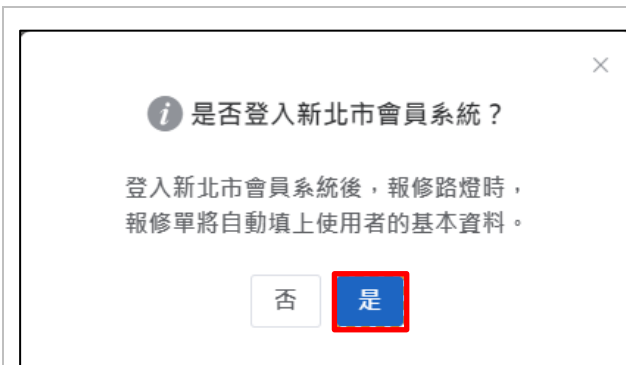 是否登入新北市會員系統？
登入新北市會員系統後，報修路燈時，
報修單將自動填上使用者的基本資料。
否 是